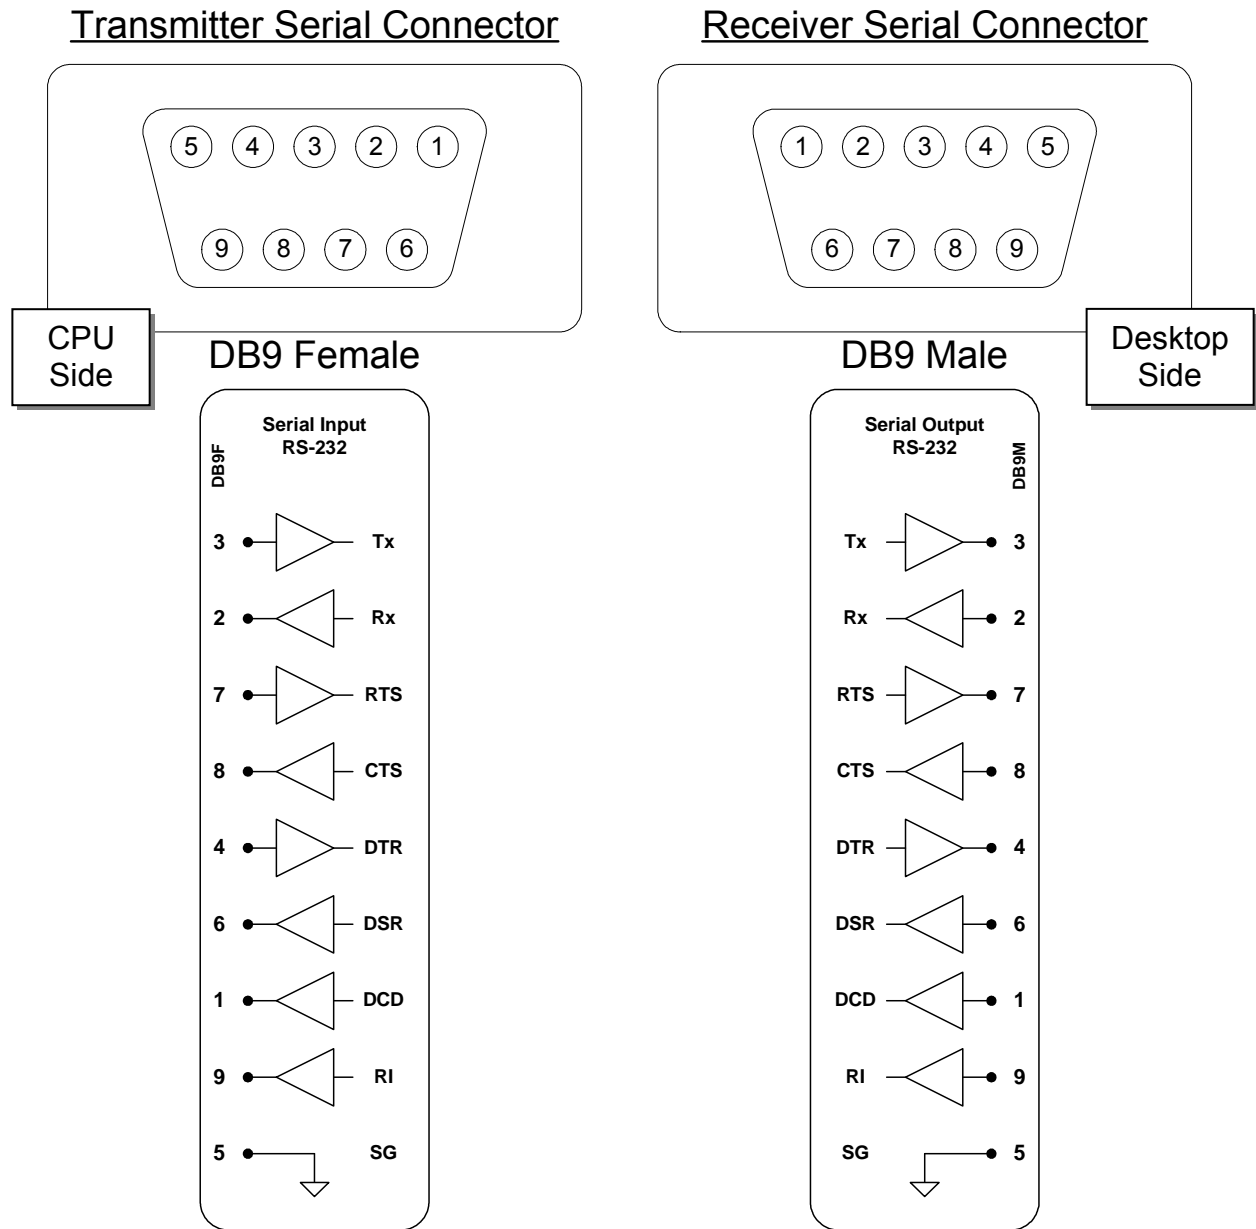 Transmitter Serial Connector
5 4 3 2 1
9 8 7 6
CPU
Side
DB9 Female
Serial Input
RS-232
DB9F
3 Tx
2 Rx
7 RTS
8 CTS
4 DTR
6 DSR
1 DCD
9 RI
5 SG
Receiver Serial Connector
1 2 3 4 5
6 7 8 9
Desktop
Side
DB9 Male
Serial Output
RS-232
DB9M
Tx 3
Rx 2
RTS 7
CTS 8
DTR 4
DSR 6
DCD 1
RI 9
SG 5